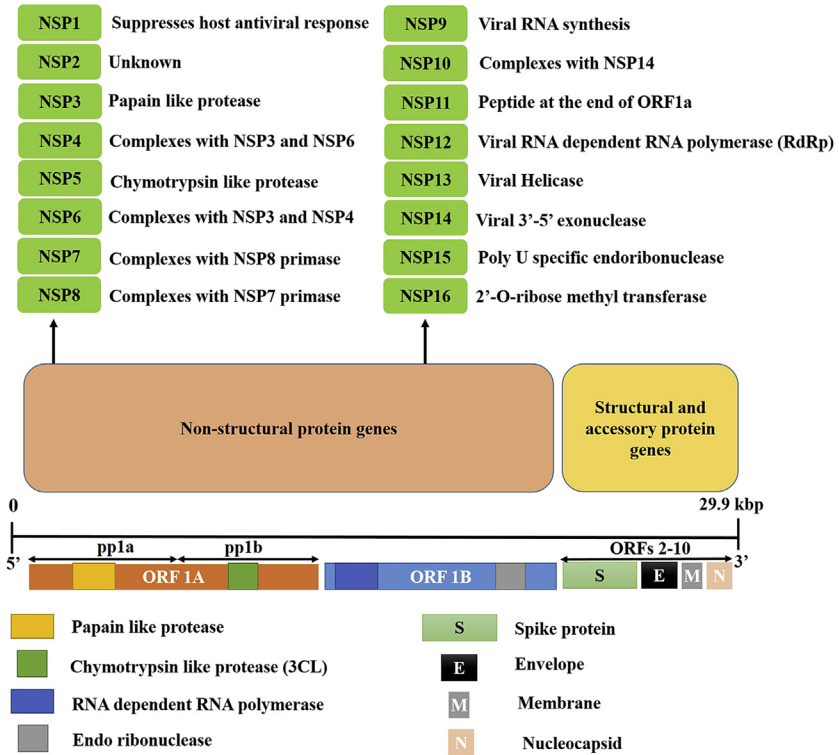 NSP1 Suppresses host antiviral response
NSP2 Unknown
NSP3 Papain like protease
NSP4 Complexes with NSP3 and NSP6
NSP5 Chymotrypsin like protease
NSP6 Complexes with NSP3 and NSP4
NSP7 Complexes with NSP8 primase
NSP8 Complexes with NSP7 primase
NSP9 Viral RNA synthesis
NSP10 Complexes with NSP14
NSP11 Peptide at the end of ORF1a
NSP12 Viral RNA dependent RNA polymerase (RdRp)
NSP13 Viral Helicase
NSP14 Viral 3’-5’ exonuclease
NSP15 Poly U specific endoribonuclease
NSP16 2’-O-ribose methyl transferase
Non-structural protein genes
Structural and
accessory protein
genes
0
29.9 kbp
5’
3’
pp1a
pp1b
ORFs 2-10
ORF 1A
ORF 1B
S
E
M
N
Papain like protease
Chymotrypsin like protease (3CL)
RNA dependent RNA polymerase
Endo ribonuclease
S Spike protein
E Envelope
M Membrane
N Nucleocapsid